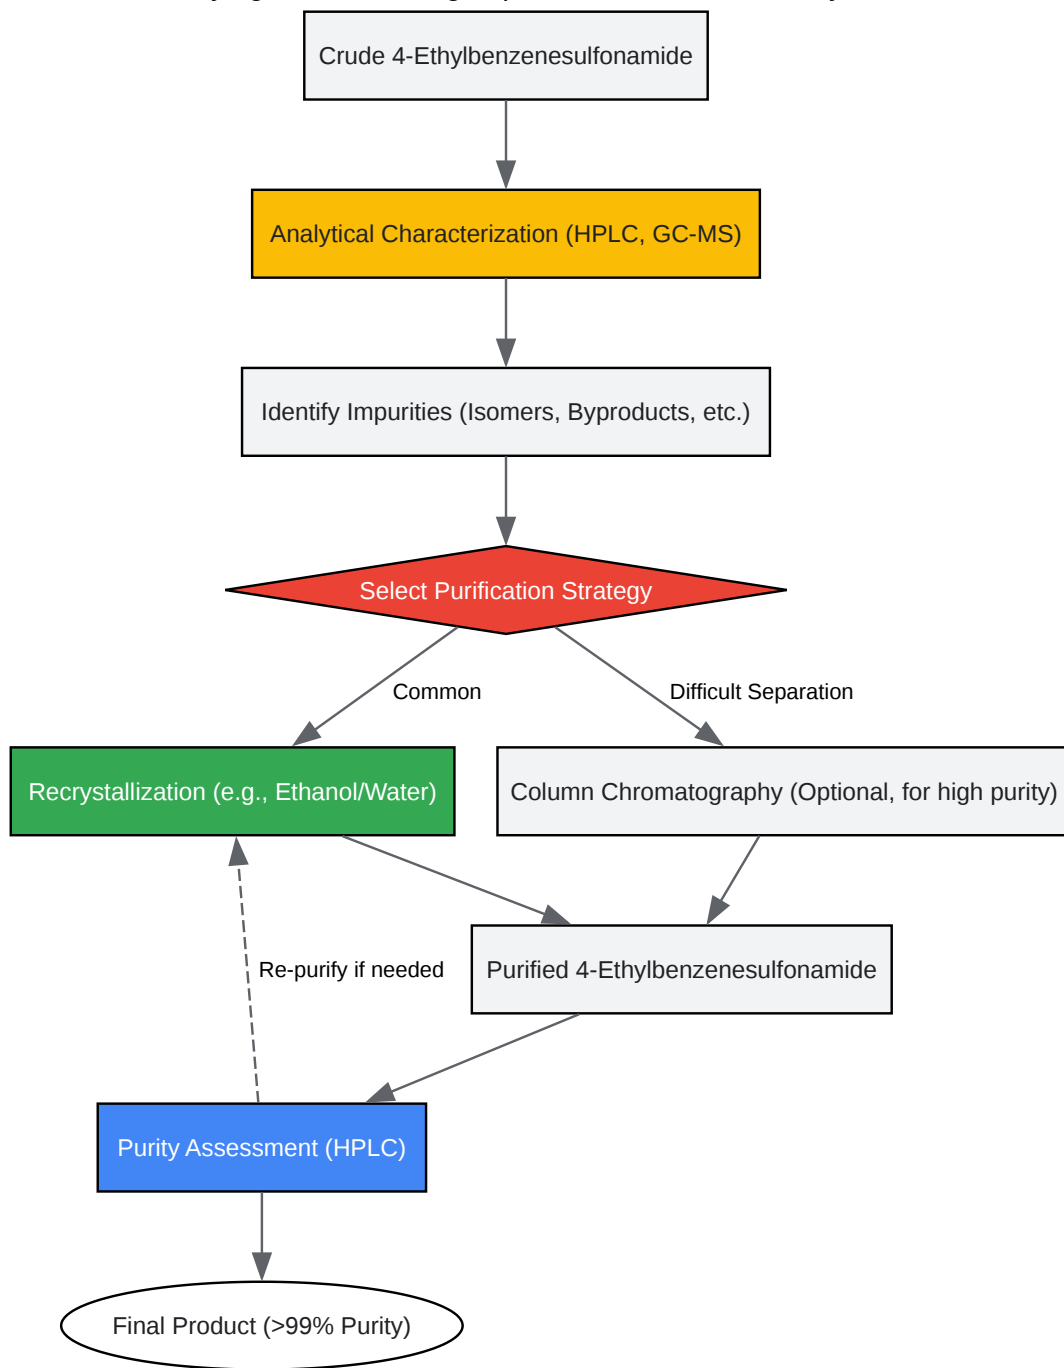 Crude 4-Ethylbenzenesulfonamide
Analytical Characterization (HPLC, GC-MS)
Identify Impurities (Isomers, Byproducts, etc.)
Select Purification Strategy
Common
Difficult Separation
Recrystallization (e.g., Ethanol/Water)
Column Chromatography (Optional, for high purity)
Purified 4-Ethylbenzenesulfonamide
Re-purify if needed
Purity Assessment (HPLC)
Final Product (>99% Purity)